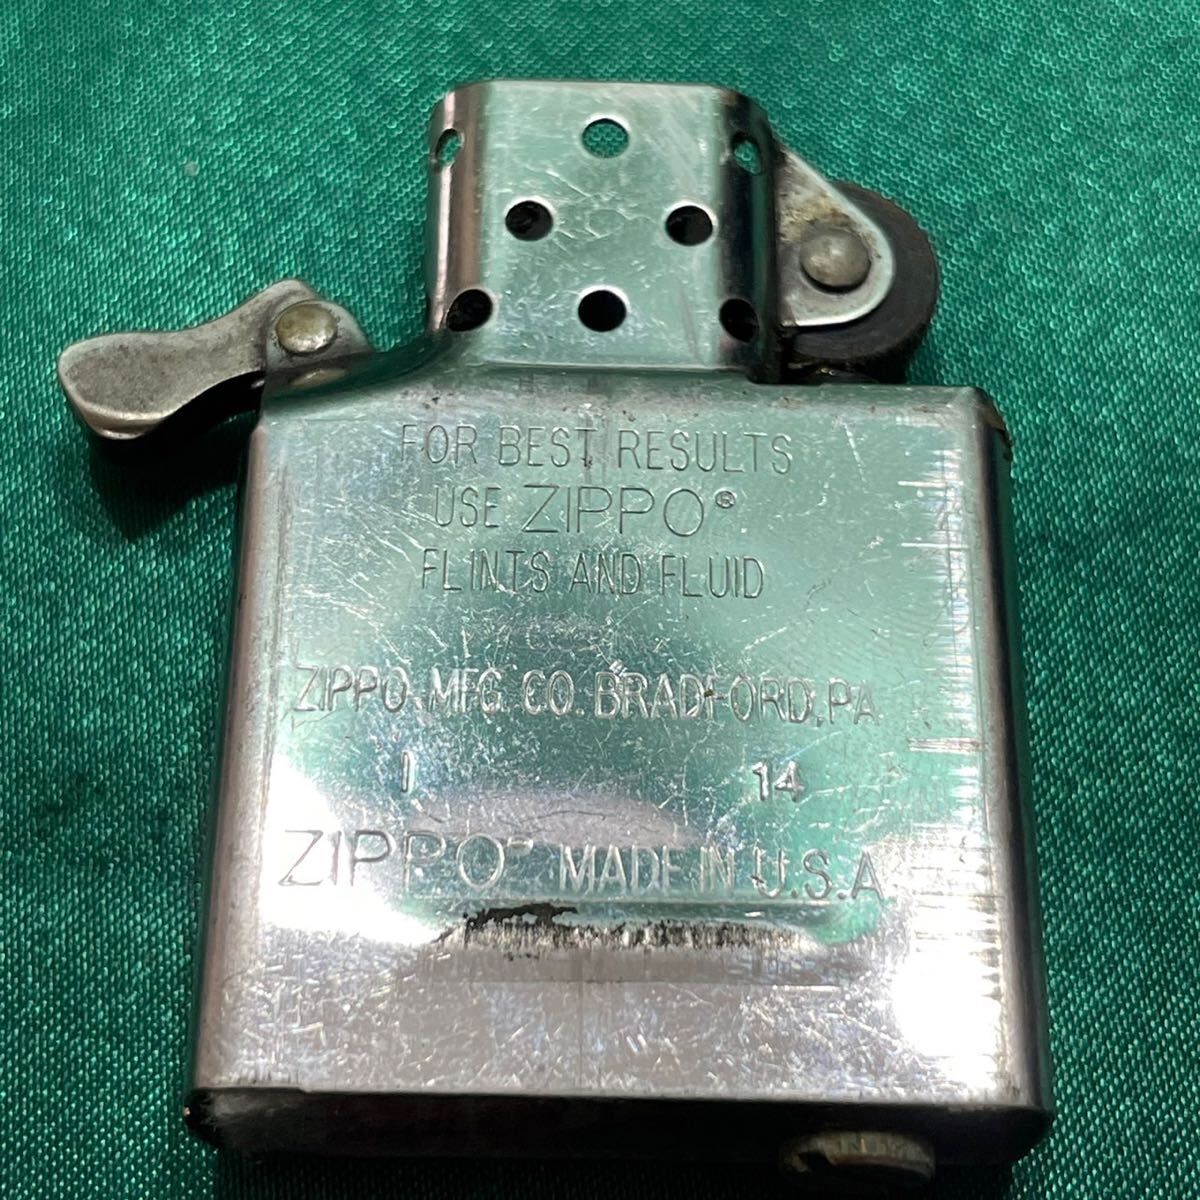 FOR BEST RESULTS
USE ZIPPO®
FLINTS AND FLUID
ZIPPO MFG. CO. BRADFORD, PA.
I 14
ZIPPO® MADE IN U.S.A.